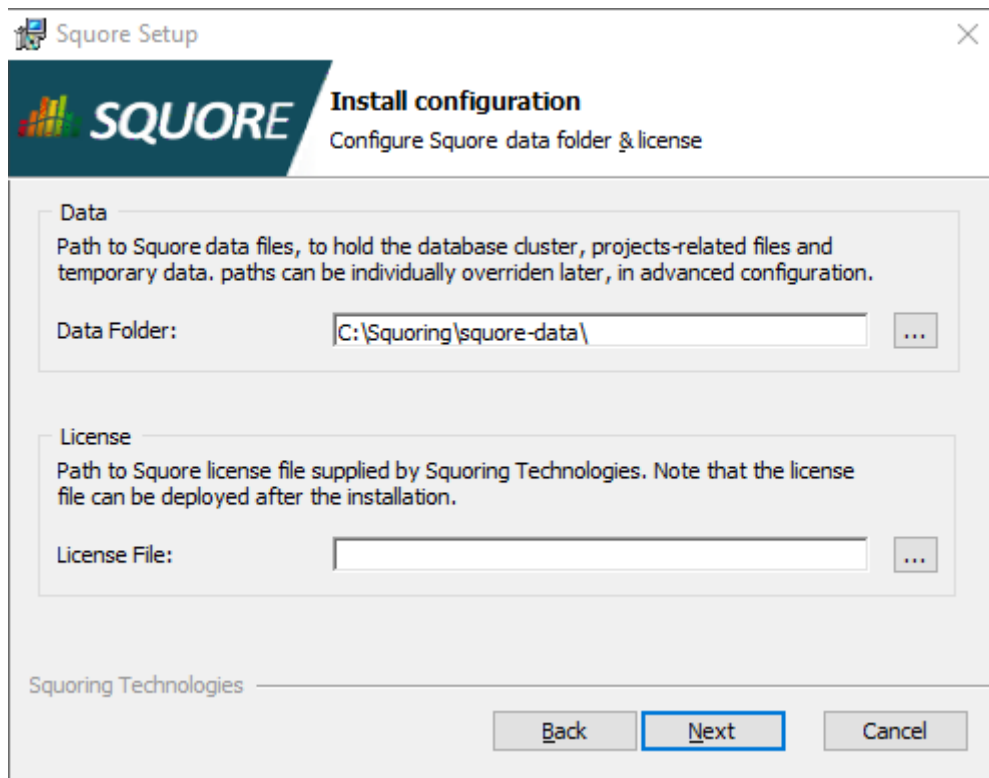 Squore Setup
SQUORE
Install configuration
Configure Squore data folder & license
Data
Path to Squore data files, to hold the database cluster, projects-related files and
temporary data. paths can be individually overriden later, in advanced configuration.
Data Folder:
C:\Squoring\squore-data\
...
License
Path to Squore license file supplied by Squoring Technologies. Note that the license
file can be deployed after the installation.
License File:
...
Squoring Technologies
Back
Next
Cancel